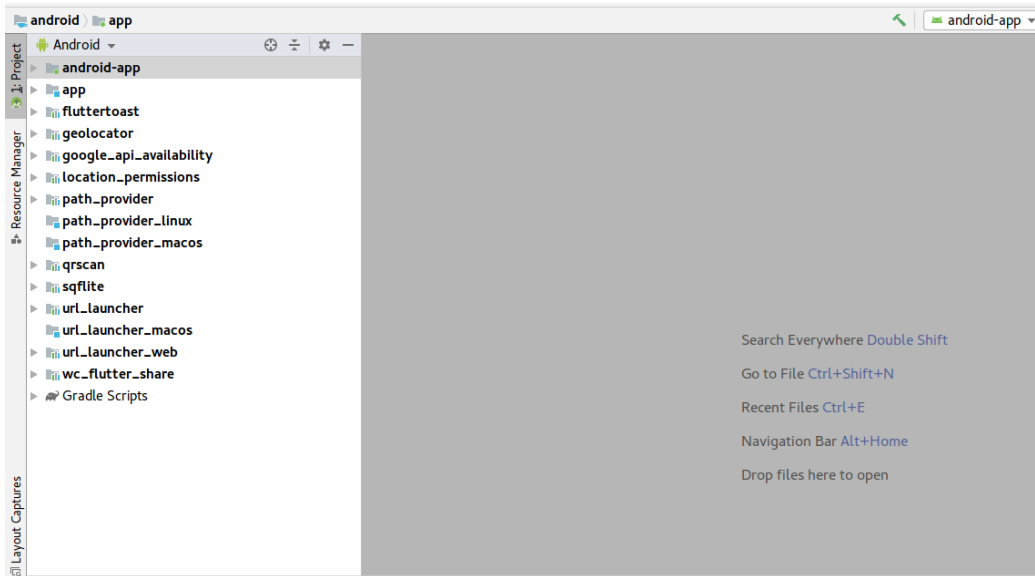 android app
android-app
Android
1: Project
Resource Manager
Layout Captures
android-app
app
fluttertoast
geolocator
google_api_availability
location_permissions
path_provider
path_provider_linux
path_provider_macos
qrscan
sqflite
url_launcher
url_launcher_macos
url_launcher_web
wc_flutter_share
Gradle Scripts
Search Everywhere Double Shift
Go to File Ctrl+Shift+N
Recent Files Ctrl+E
Navigation Bar Alt+Home
Drop files here to open